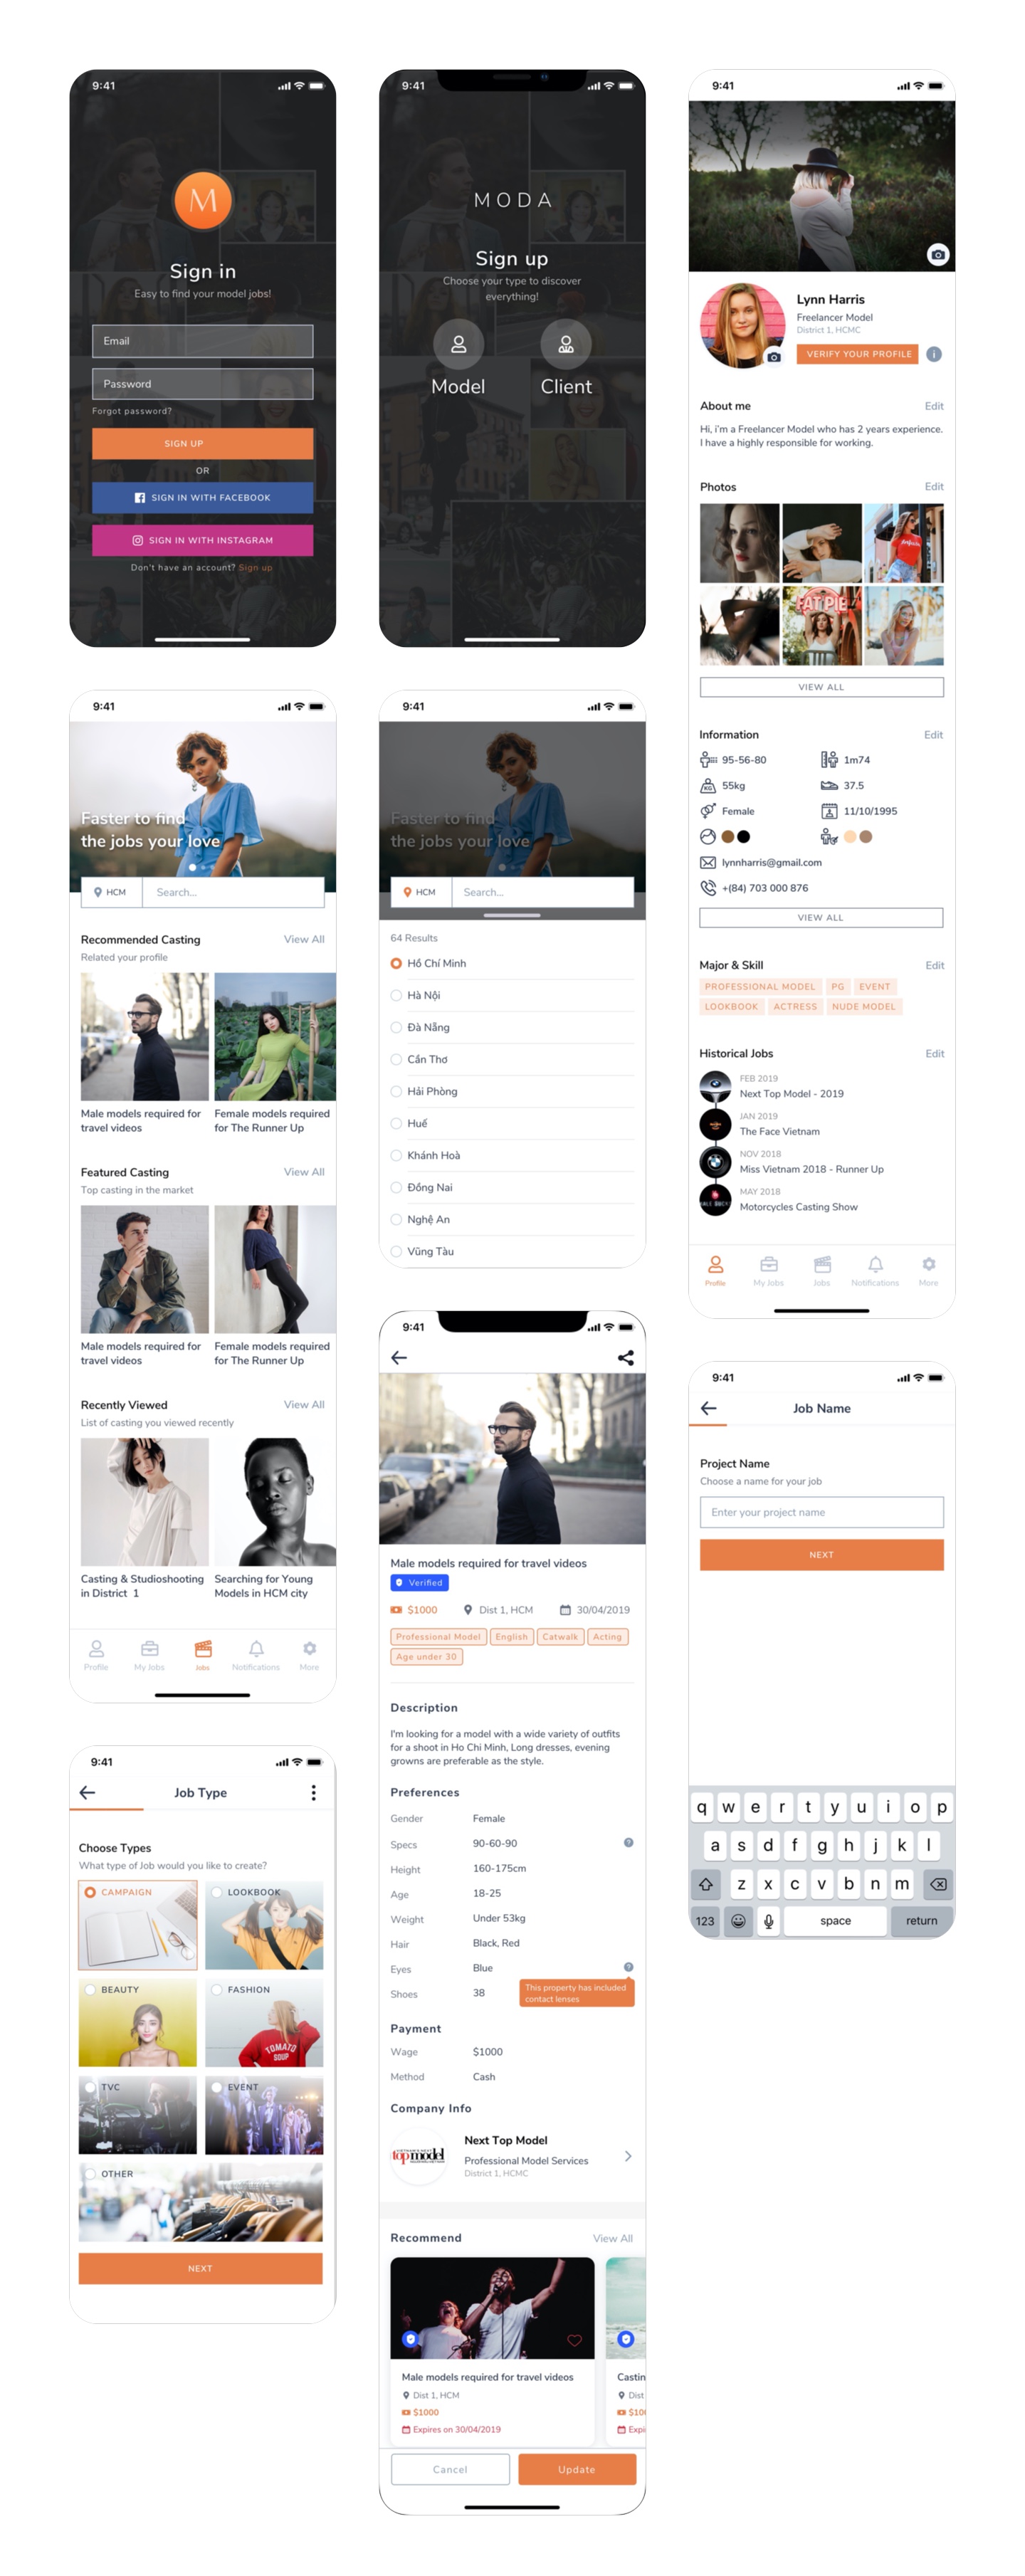 9:41
M
Sign in
Easy to find your model jobs!
Email
Password
Forgot password?
SIGN UP
OR
SIGN IN WITH FACEBOOK
SIGN IN WITH INSTAGRAM
Don't have an account? Sign up
9:41
MODA
Sign up
Choose your type to discover
everything!
Model
Client
9:41
Lynn Harris
Freelancer Model
District 1, HCMC
VERIFY YOUR PROFILE
i
About me
Edit
Hi, i'm a Freelancer Model who has 2 years experience.
I have a highly responsible for working.
Photos
Edit
FAT PIE
VIEW ALL
Information
Edit
95-56-80
1m74
KG
55kg
37.5
Female
11/10/1995
lynnharris@gmail.com
+(84) 703 000 876
VIEW ALL
Major & Skill
Edit
PROFESSIONAL MODEL
PG
EVENT
LOOKBOOK
ACTRESS
NUDE MODEL
Historical Jobs
Edit
FEB 2019
Next Top Model - 2019
JAN 2019
The Face Vietnam
NOV 2018
Miss Vietnam 2018 - Runner Up
MAY 2018
Motorcycles Casting Show
Profile
My Jobs
Jobs
Notifications
More
9:41
Faster to find
the jobs your love
HCM
Search...
Recommended Casting
View All
Related your profile
Male models required for
travel videos
Female models required
for The Runner Up
Featured Casting
View All
Top casting in the market
Male models required for
travel videos
Female models required
for The Runner Up
Recently Viewed
View All
List of casting you viewed recently
Casting & Studioshooting
in District 1
Searching for Young
Models in HCM city
Profile
My Jobs
Jobs
Notifications
More
9:41
Faster to find
the jobs your love
HCM
Search...
64 Results
Hồ Chí Minh
Hà Nội
Đà Nẵng
Cần Thơ
Hải Phòng
Huế
Khánh Hoà
Đồng Nai
Nghệ An
Vũng Tàu
9:41
Male models required for travel videos
Verified
$1000
Dist 1, HCM
30/04/2019
Professional Model
English
Catwalk
Acting
Age under 30
Description
I'm looking for a model with a wide variety of outfits
for a shoot in Ho Chi Minh, Long dresses, evening
growns are preferable as the style.
Preferences
Gender
Female
Specs
90-60-90
?
Height
160-175cm
Age
18-25
Weight
Under 53kg
Hair
Black, Red
Eyes
Blue
?
Shoes
38
This property has included
contact lenses
Payment
Wage
$1000
Method
Cash
Company Info
top model
Next Top Model
Professional Model Services
District 1, HCMC
Recommend
View All
Male models required for travel videos
Dist 1, HCM
$1000
Expires on 30/04/2019
Castin
Dist
$10
Expi
Cancel
Update
9:41
Job Name
Project Name
Choose a name for your job
Enter your project name
NEXT
q w e r t y u i o p
a s d f g h j k l
z x c v b n m
123
space
return
9:41
Job Type
Choose Types
What type of Job would you like to create?
CAMPAIGN
LOOKBOOK
BEAUTY
FASHION
TOMATO
SOUP
TVC
EVENT
OTHER
NEXT